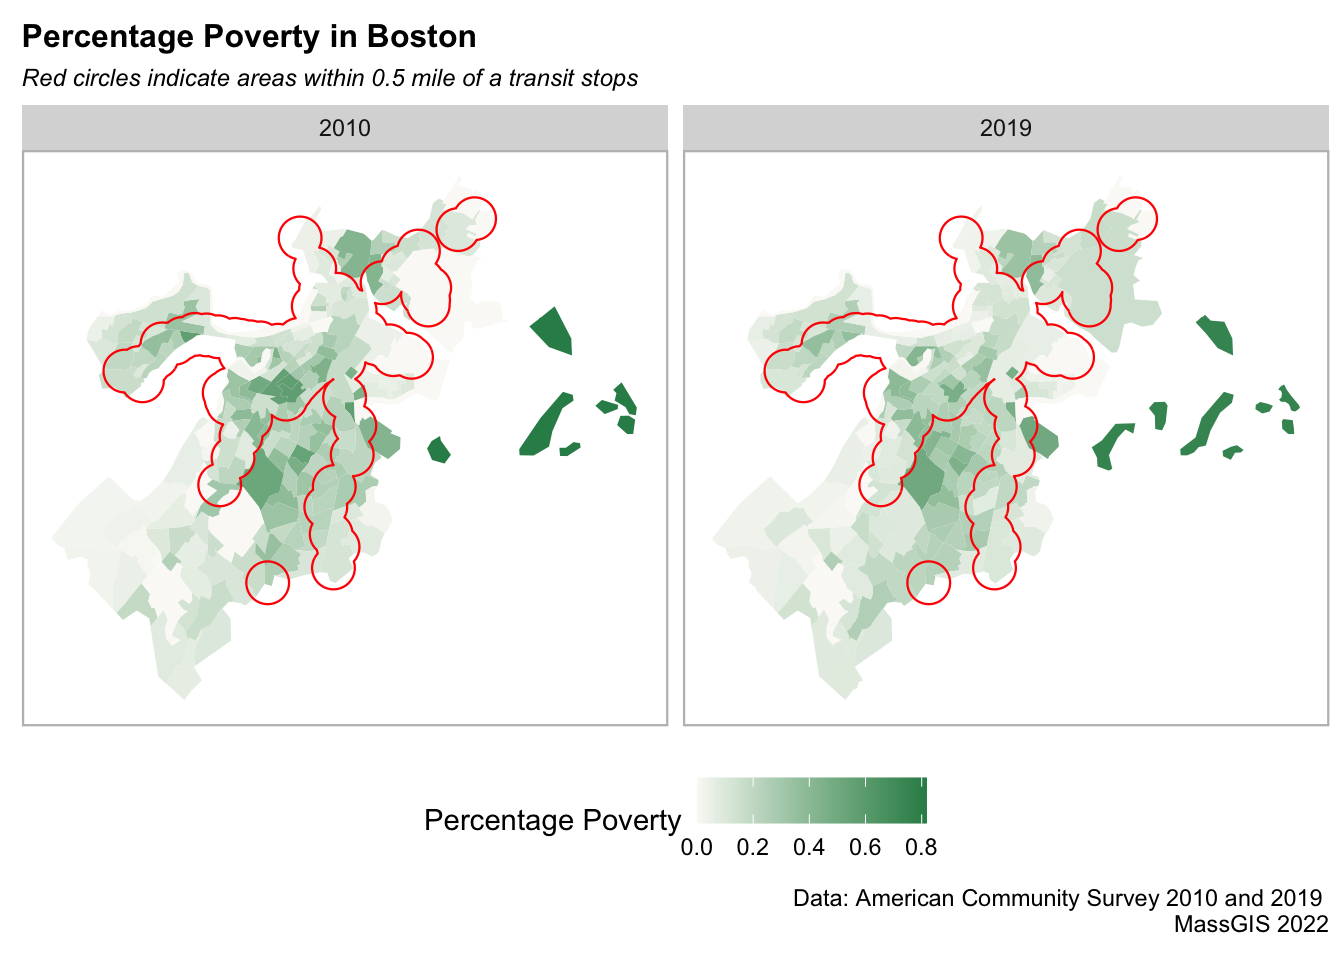 Percentage Poverty in Boston
Red circles indicate areas within 0.5 mile of a transit stops
2010
2019
Percentage Poverty
0.0 0.2 0.4 0.6 0.8
Data: American Community Survey 2010 and 2019
MassGIS 2022